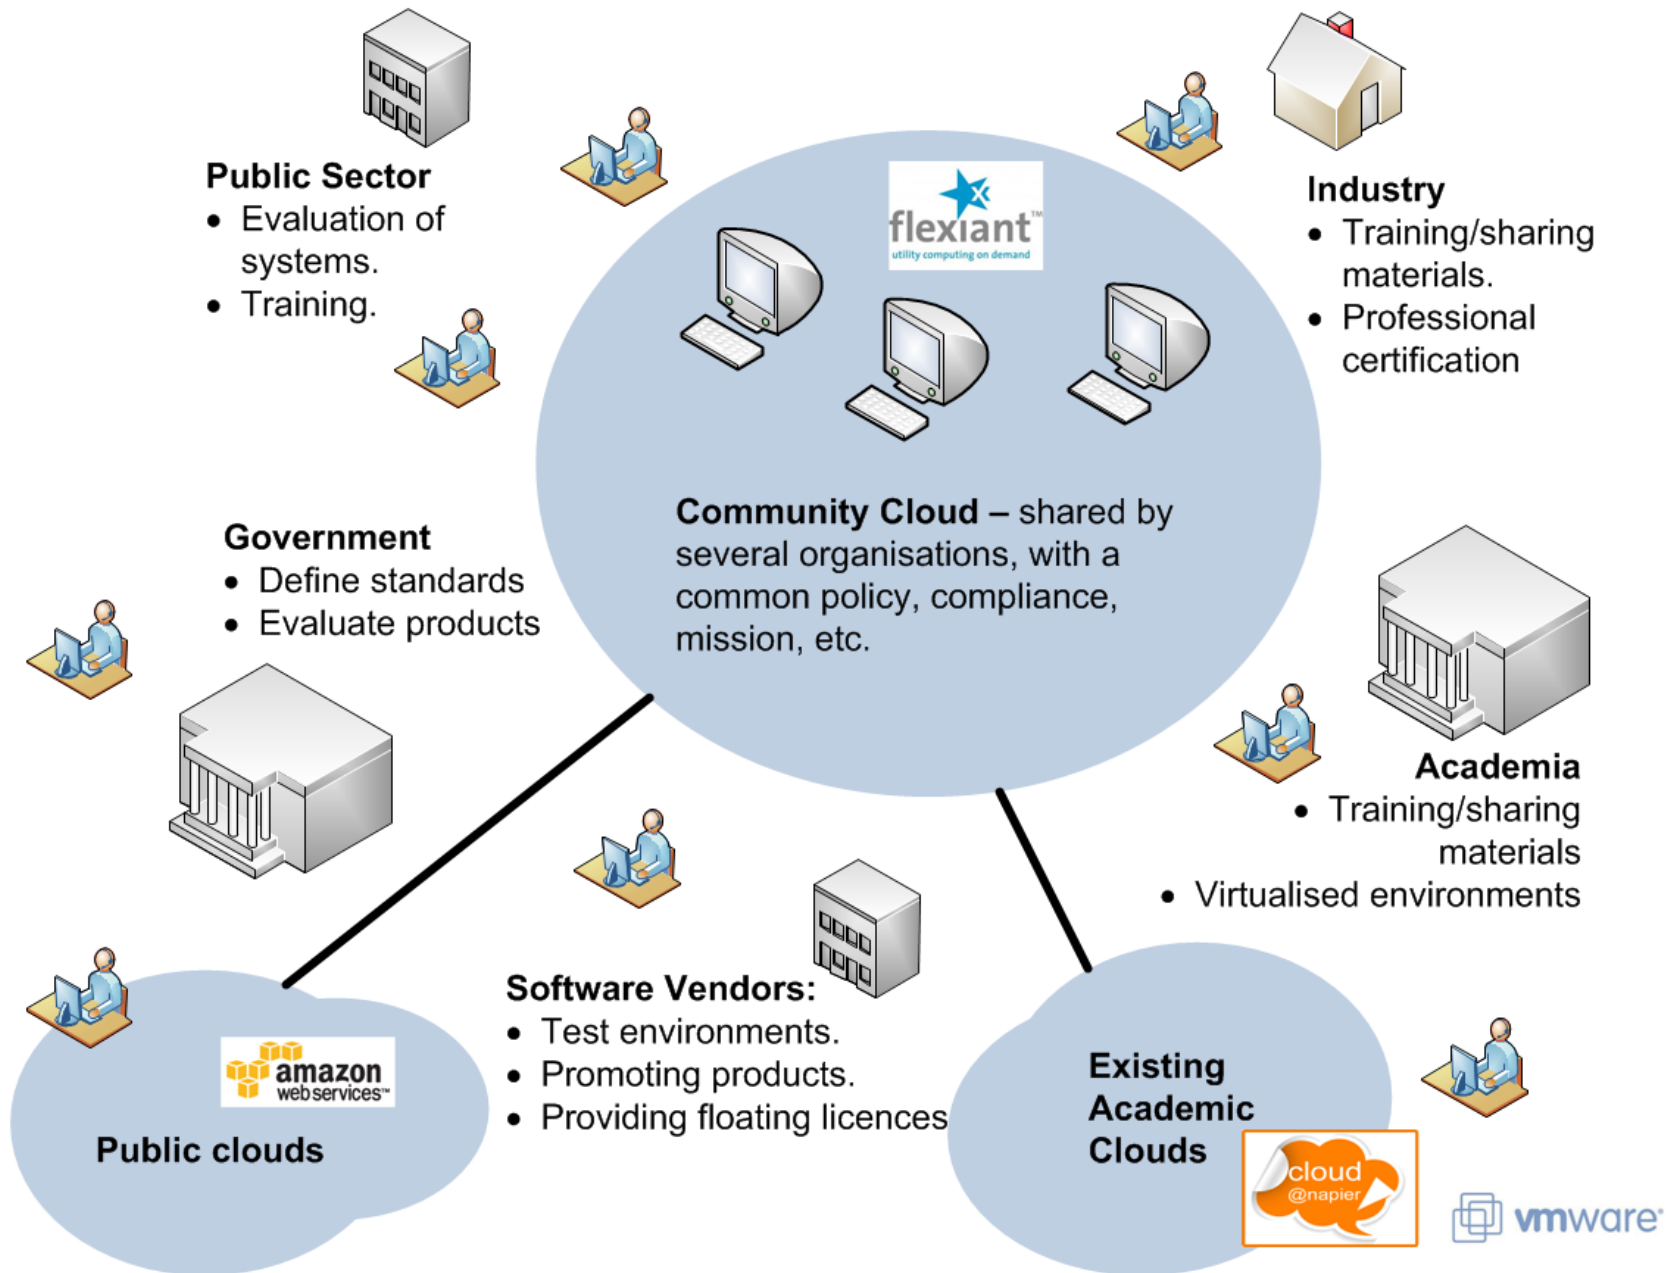 Public Sector
• Evaluation of
systems.
• Training.
flexiant™
utility computing on demand
Industry
• Training/sharing
materials.
• Professional
certification
Community Cloud – shared by
several organisations, with a
common policy, compliance,
mission, etc.
Government
• Define standards
• Evaluate products
Academia
• Training/sharing
materials
• Virtualised environments
Software Vendors:
• Test environments.
• Promoting products.
• Providing floating licences
amazon
webservices™
Public clouds
Existing
Academic
Clouds
cloud
@napier
vmware®